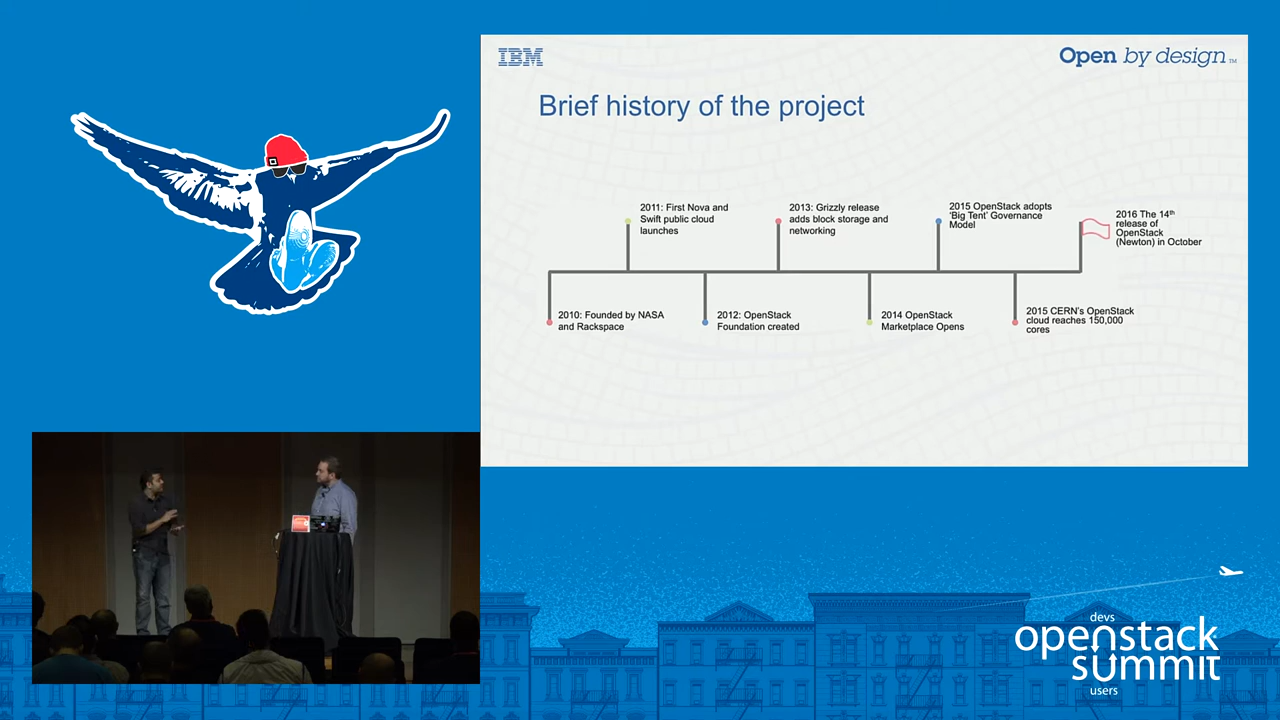 IBM
Open by design™
Brief history of the project
2011: First Nova and
Swift public cloud
launches
2013: Grizzly release
adds block storage and
networking
2015 OpenStack adopts
'Big Tent' Governance
Model
2016 The 14th
release of
OpenStack
(Newton) in October
2010: Founded by NASA
and Rackspace
2012: OpenStack
Foundation created
2014 OpenStack
Marketplace Opens
2015 CERN's OpenStack
cloud reaches 150,000
cores
devs
openstack
summit
users